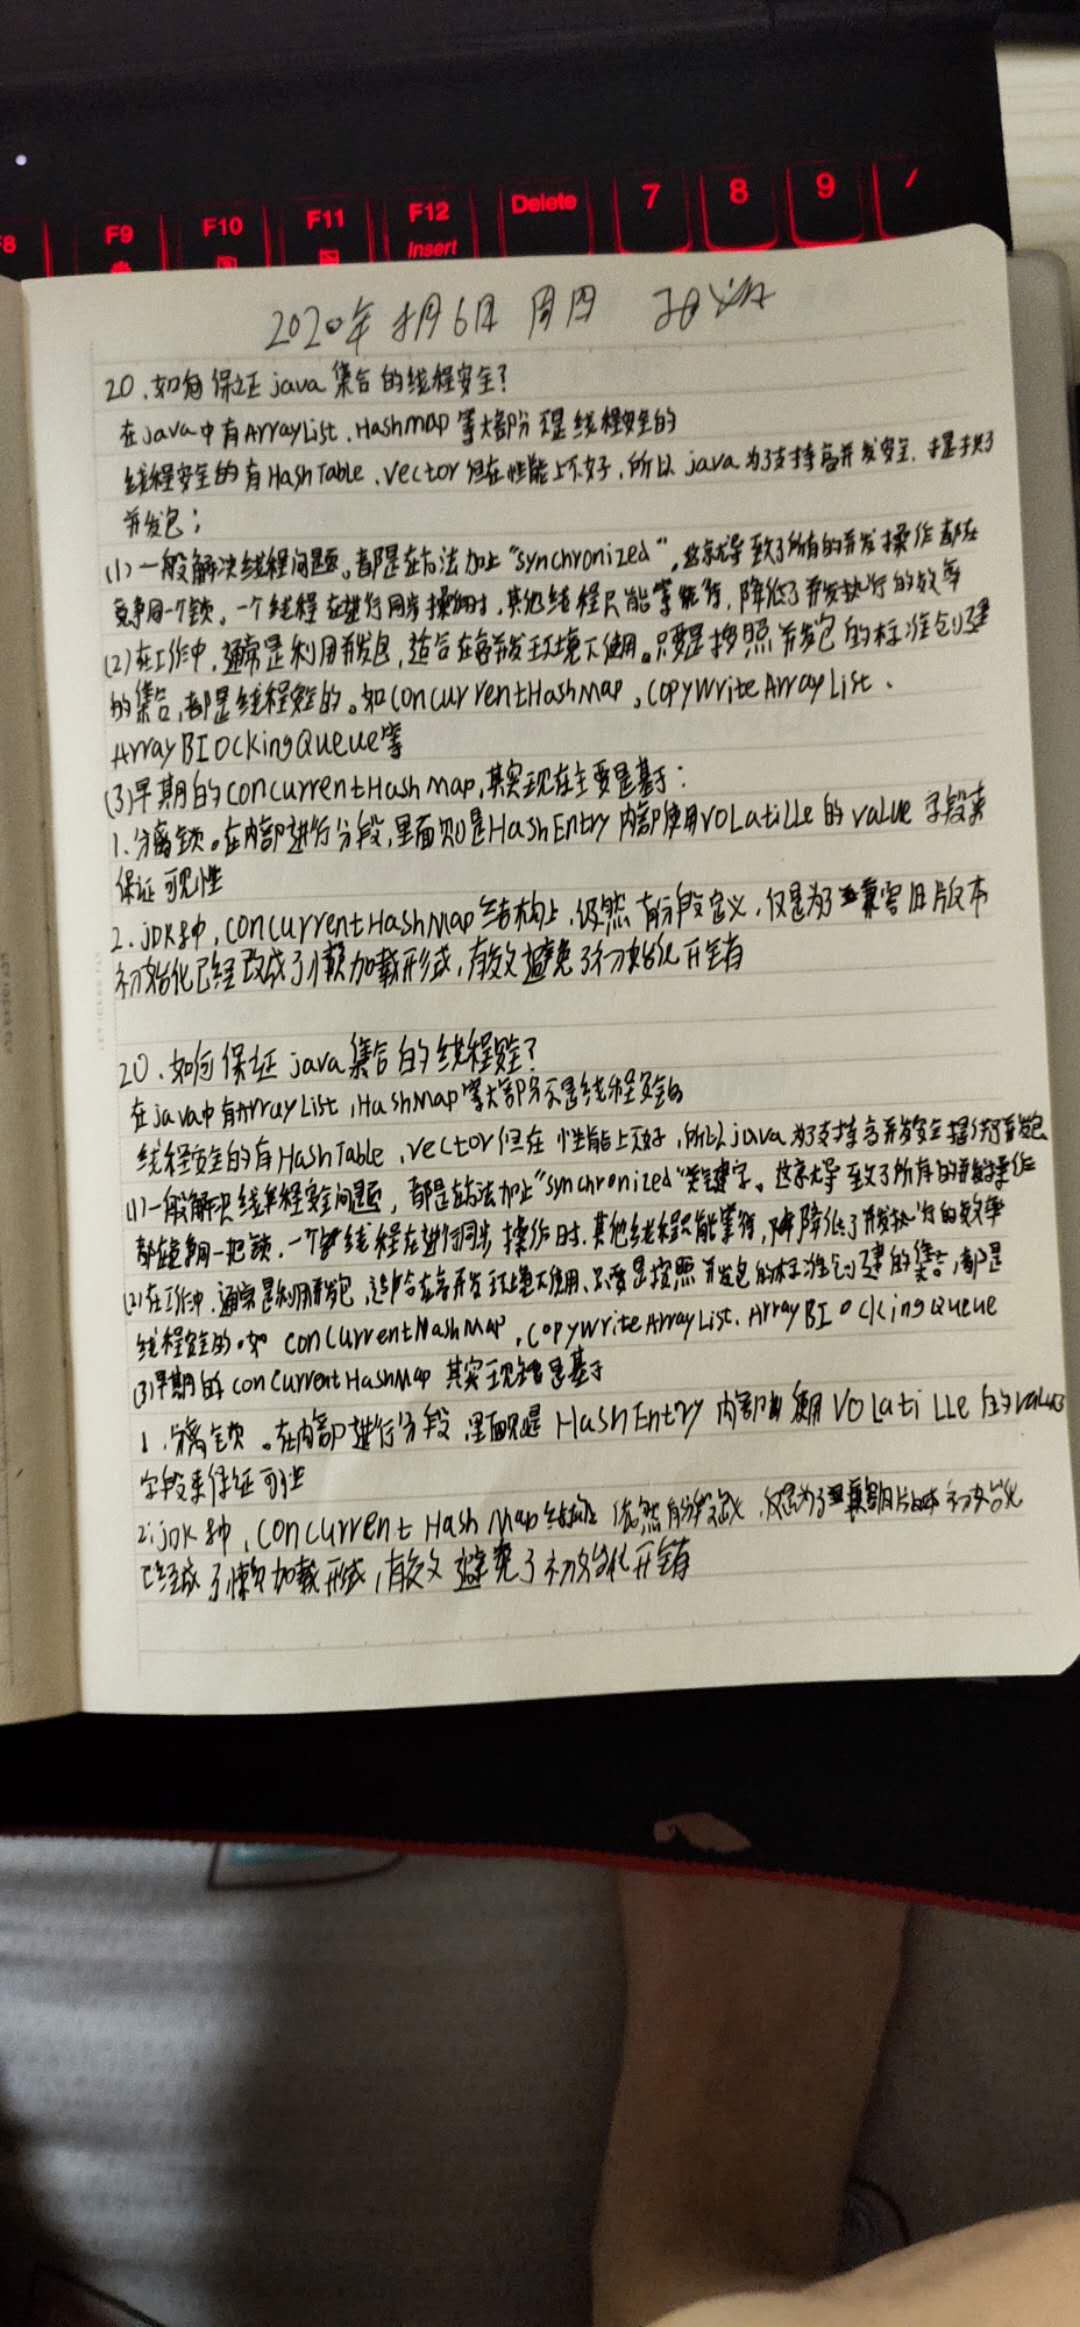 F8 F9 F10 F11 F12 Delete 7 8 9 /
Insert
2020年8月6日 周四
20.如何保证java集合的线程安全?
在java中有ArrayList、HashMap等大部分不是线程安全的
线程安全的有HashTable、vector但在性能上不好,所以java为了支持高并发安全,提供了
并发包;
(1)一般解决线程问题。都是在方法加上"synchronized",这就导致了所有的并发操作都在
竞争同一个锁。一个线程在进行同步操作时,其他线程只能等待,降低了并发执行的效率
(2)在工作中,通常是利用并发包,适合在高并发环境下使用。只要是按照并发包的标准创建
的集合,都是线程安全的。如ConcurrentHashMap、CopyWriteArrayList、
ArrayBIockingQueue等
(3)早期的ConcurrentHashMap,其实现在主要是基于:
1.分离锁。在内部进行分段,里面则是HashEntry内部使用VOLatiLLe的value字段来
保证可见性
2.JDK8中,ConcurrentHashMap结构上,仍然有分段定义,仅是为了兼容旧版本
初始化已经改成了懒加载形式,有效避免了初始化开销
20.如何保证java集合的线程安全?
在java中有ArrayList,HashMap等大部分不是线程安全的
线程安全的有HashTable、vector但在性能上不好,所以java为了支持高并发安全提供了并发包
(1)一般解决线程安全问题,都是在方法加上"synchronized"关键字。这就大导致了所有的并发操作
都在争用一把锁,一个线程在进行同步操作时,其他线程只能等待,降低了并发执行的效率
(2)在工作中,通常是利用并发包,适合在高并发环境下使用、只要是按照并发包的标准创建的集合,都是
线程安全的。如 ConcurrentHashMap,CopyWriteArrayList、ArrayBIockingQueue
(3)早期的ConcurrentHashMap其实现主要是基于
1.分离锁。在内部进行分段,里面则是HashEntry内部使用VOLatiLLe的value
字段来保证可见性
2.JDK8中,ConcurrentHashMap结构上依然有分段定义,仅是为了兼容旧版本初始化
已经成了懒加载形式,有效避免了初始化开销